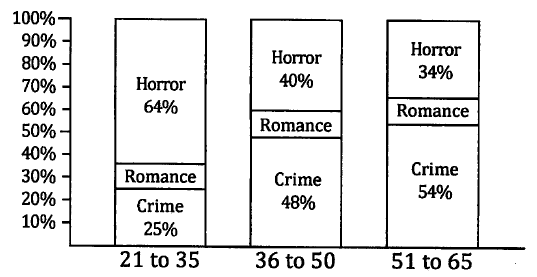 100%
90%
80%
70%
60%
50%
40%
30%
20%
10%
Horror
64%
Romance
Crime
25%
Horror
40%
Romance
Crime
48%
Horror
34%
Romance
Crime
54%
21 to 35
36 to 50
51 to 65